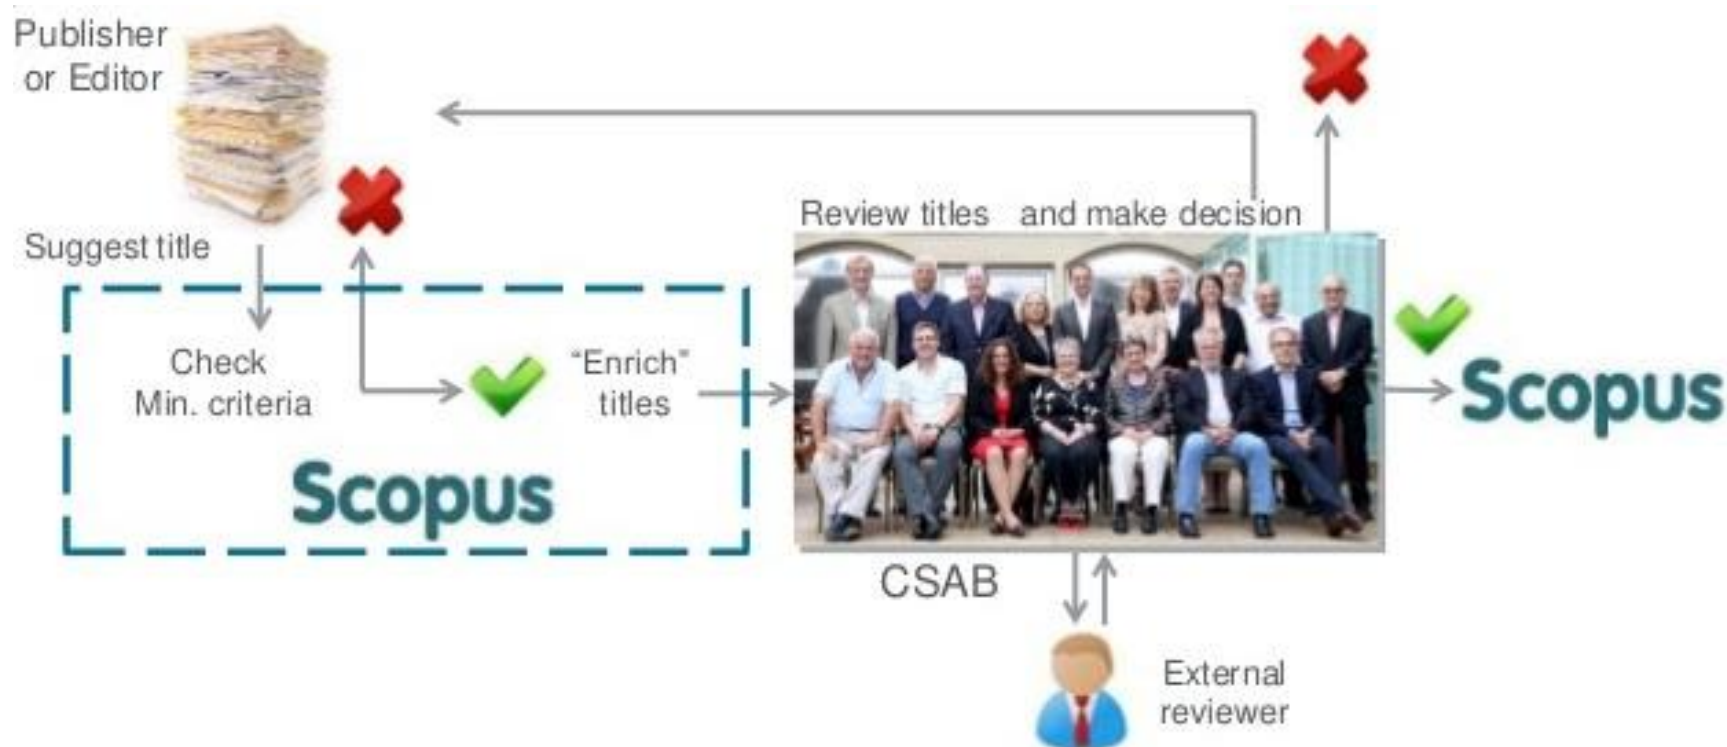 Publisher
or Editor
Suggest title
Check
Min. criteria
“Enrich”
titles
Scopus
Review titles and make decision
CSAB
External
reviewer
Scopus